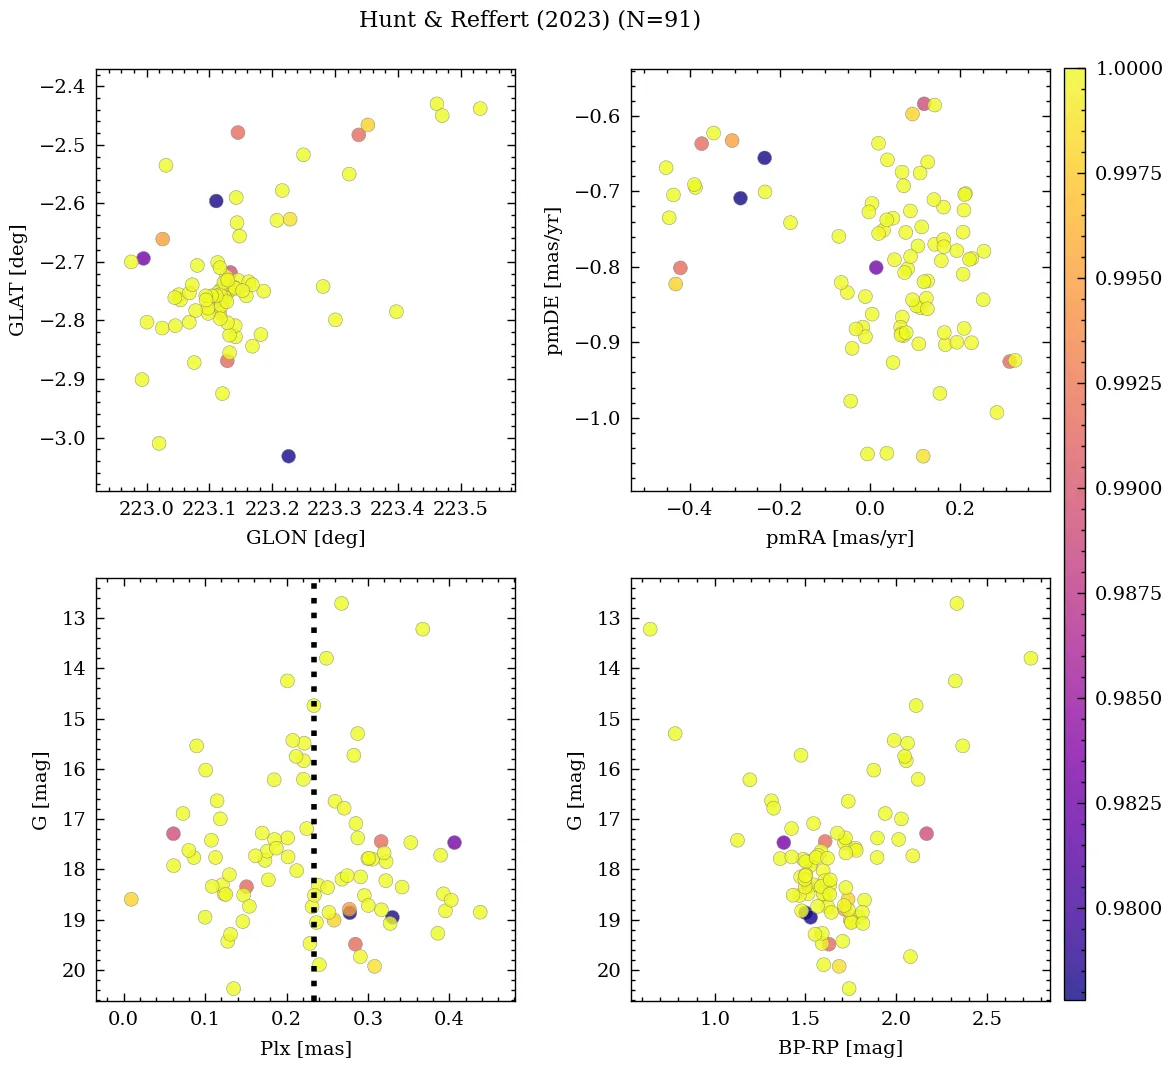 Hunt & Reffert (2023) (N=91)
−2.4
−2.5
−2.6
−2.7
−2.8
−2.9
−3.0
GLAT [deg]
223.0 223.1 223.2 223.3 223.4 223.5
GLON [deg]
−0.6
−0.7
−0.8
−0.9
−1.0
pmDE [mas/yr]
−0.4 −0.2 0.0 0.2
pmRA [mas/yr]
13
14
15
16
17
18
19
20
G [mag]
0.0 0.1 0.2 0.3 0.4
Plx [mas]
13
14
15
16
17
18
19
20
G [mag]
1.0 1.5 2.0 2.5
BP-RP [mag]
1.0000
0.9975
0.9950
0.9925
0.9900
0.9875
0.9850
0.9825
0.9800